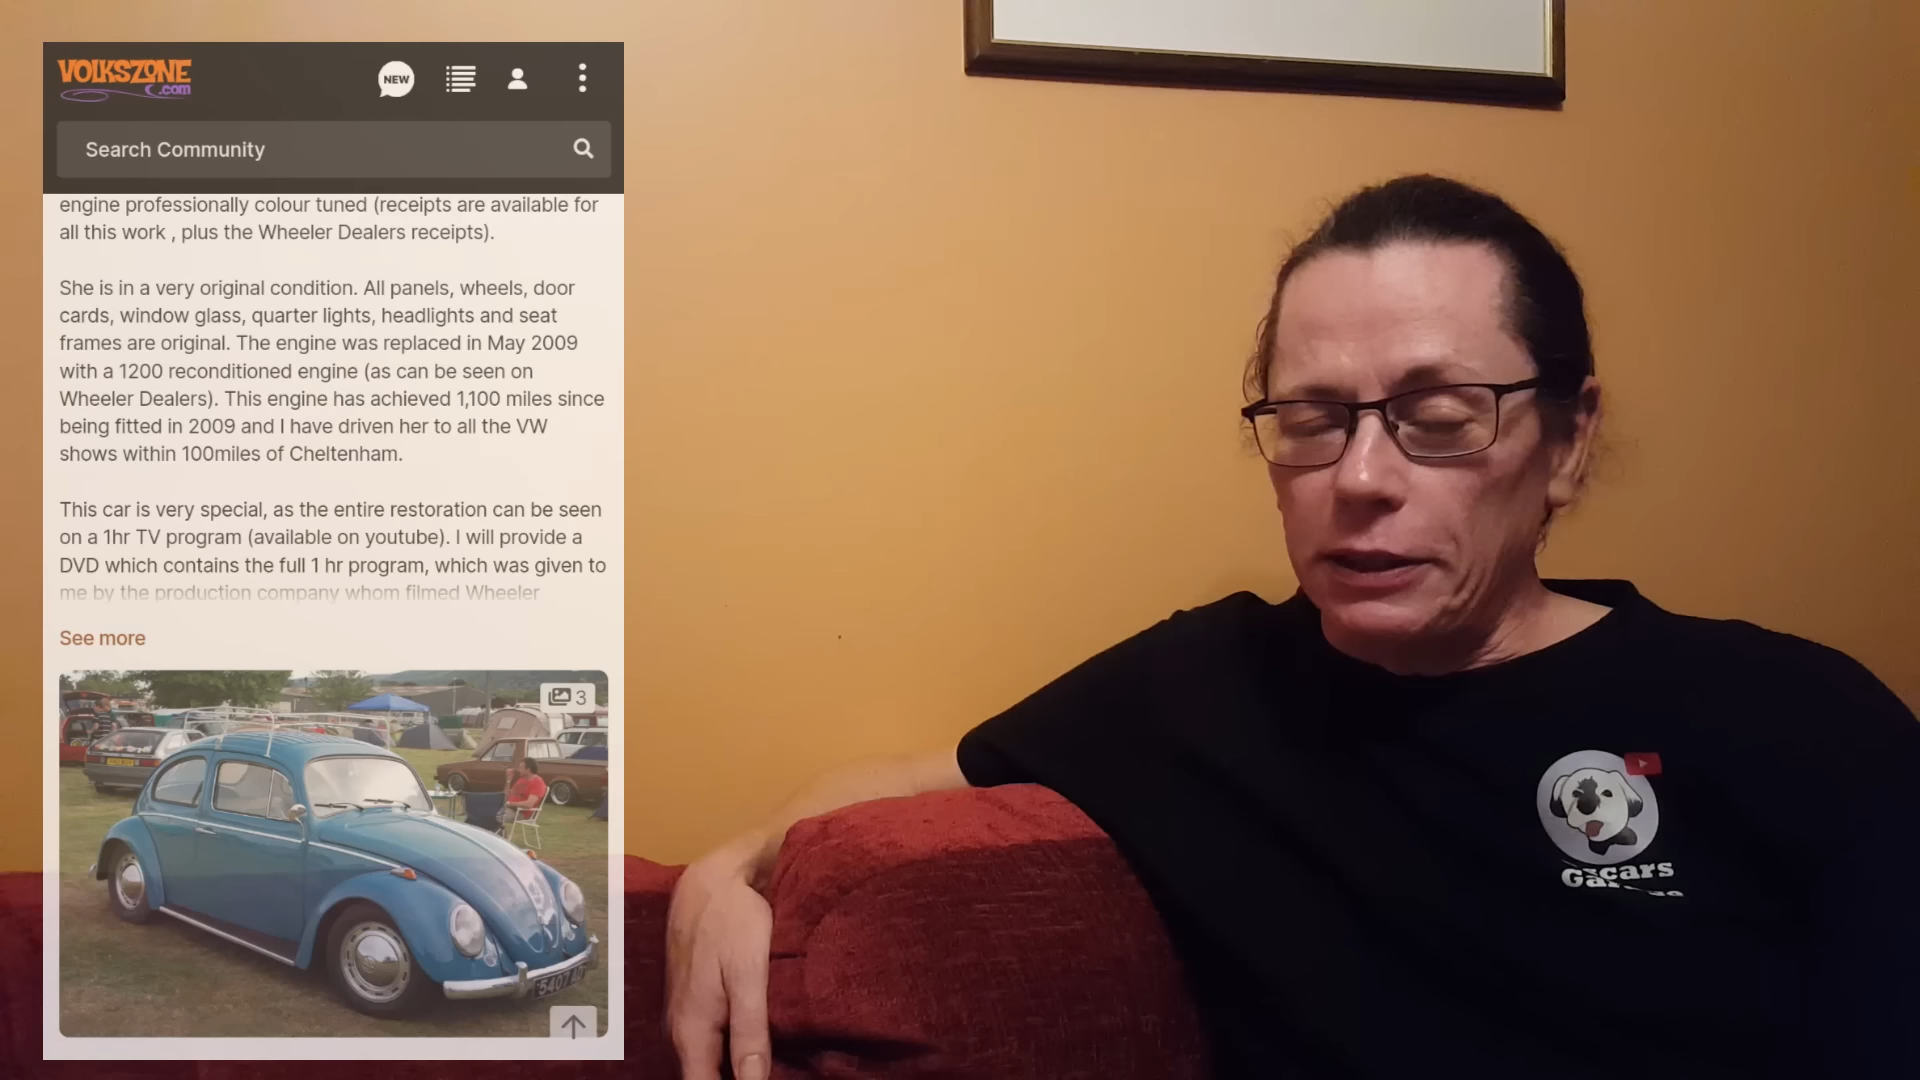 VOLKSZONE
.com
NEW
Search Community
engine professionally colour tuned (receipts are available for
all this work , plus the Wheeler Dealers receipts).
She is in a very original condition. All panels, wheels, door
cards, window glass, quarter lights, headlights and seat
frames are original. The engine was replaced in May 2009
with a 1200 reconditioned engine (as can be seen on
Wheeler Dealers). This engine has achieved 1,100 miles since
being fitted in 2009 and I have driven her to all the VW
shows within 100miles of Cheltenham.
This car is very special, as the entire restoration can be seen
on a 1hr TV program (available on youtube). I will provide a
DVD which contains the full 1 hr program, which was given to
me by the production company whom filmed Wheeler
See more
3